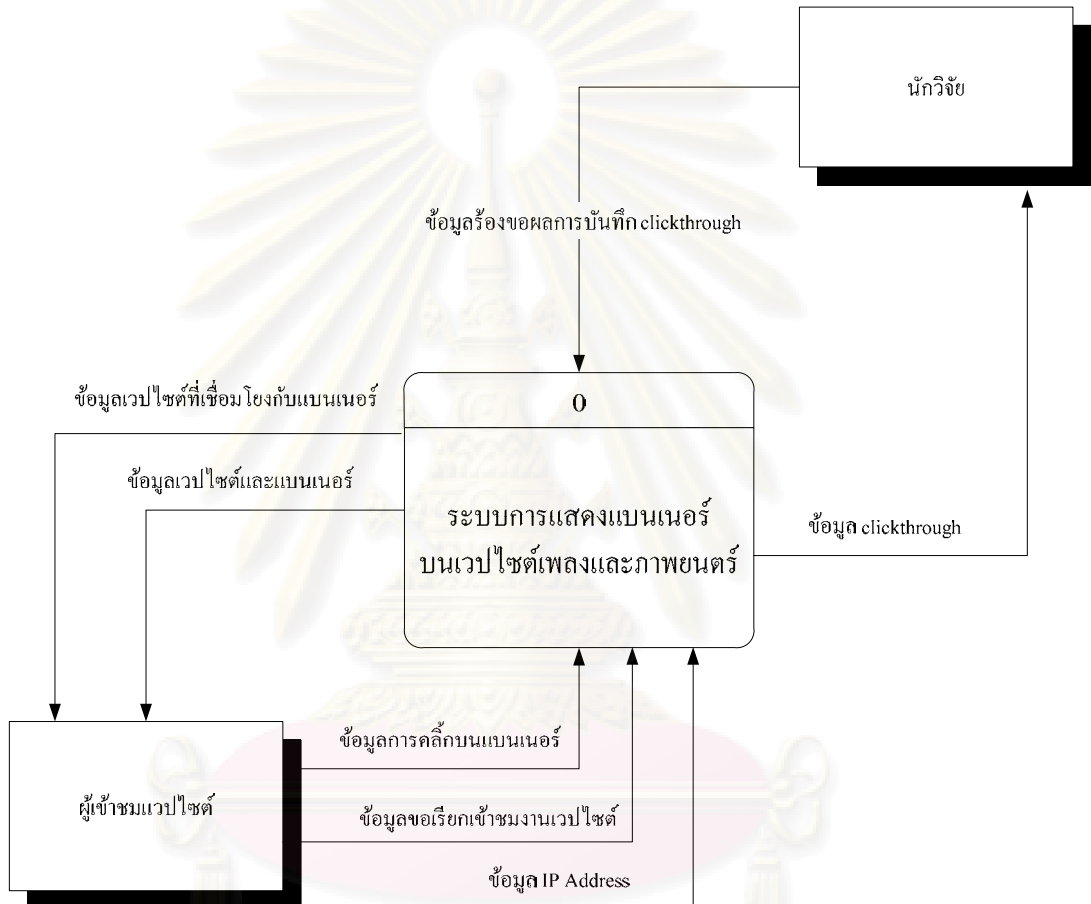 นักวิจัย
ข้อมูลร้องขอผลการบันทึก clickthrough
ข้อมูลเวปไซต์ที่เชื่อมโยงกับแบนเนอร์
0
ข้อมูลเวปไซต์และแบนเนอร์
ระบบการแสดงแบนเนอร์
บนเวปไซต์เพลงและภาพยนตร์
ข้อมูล clickthrough
ข้อมูลการคลิ้กบนแบนเนอร์
ผู้เข้าชมแวปไซต์
ข้อมูลขอเรียกเข้าชมงานเวปไซต์
ข้อมูล IP Address